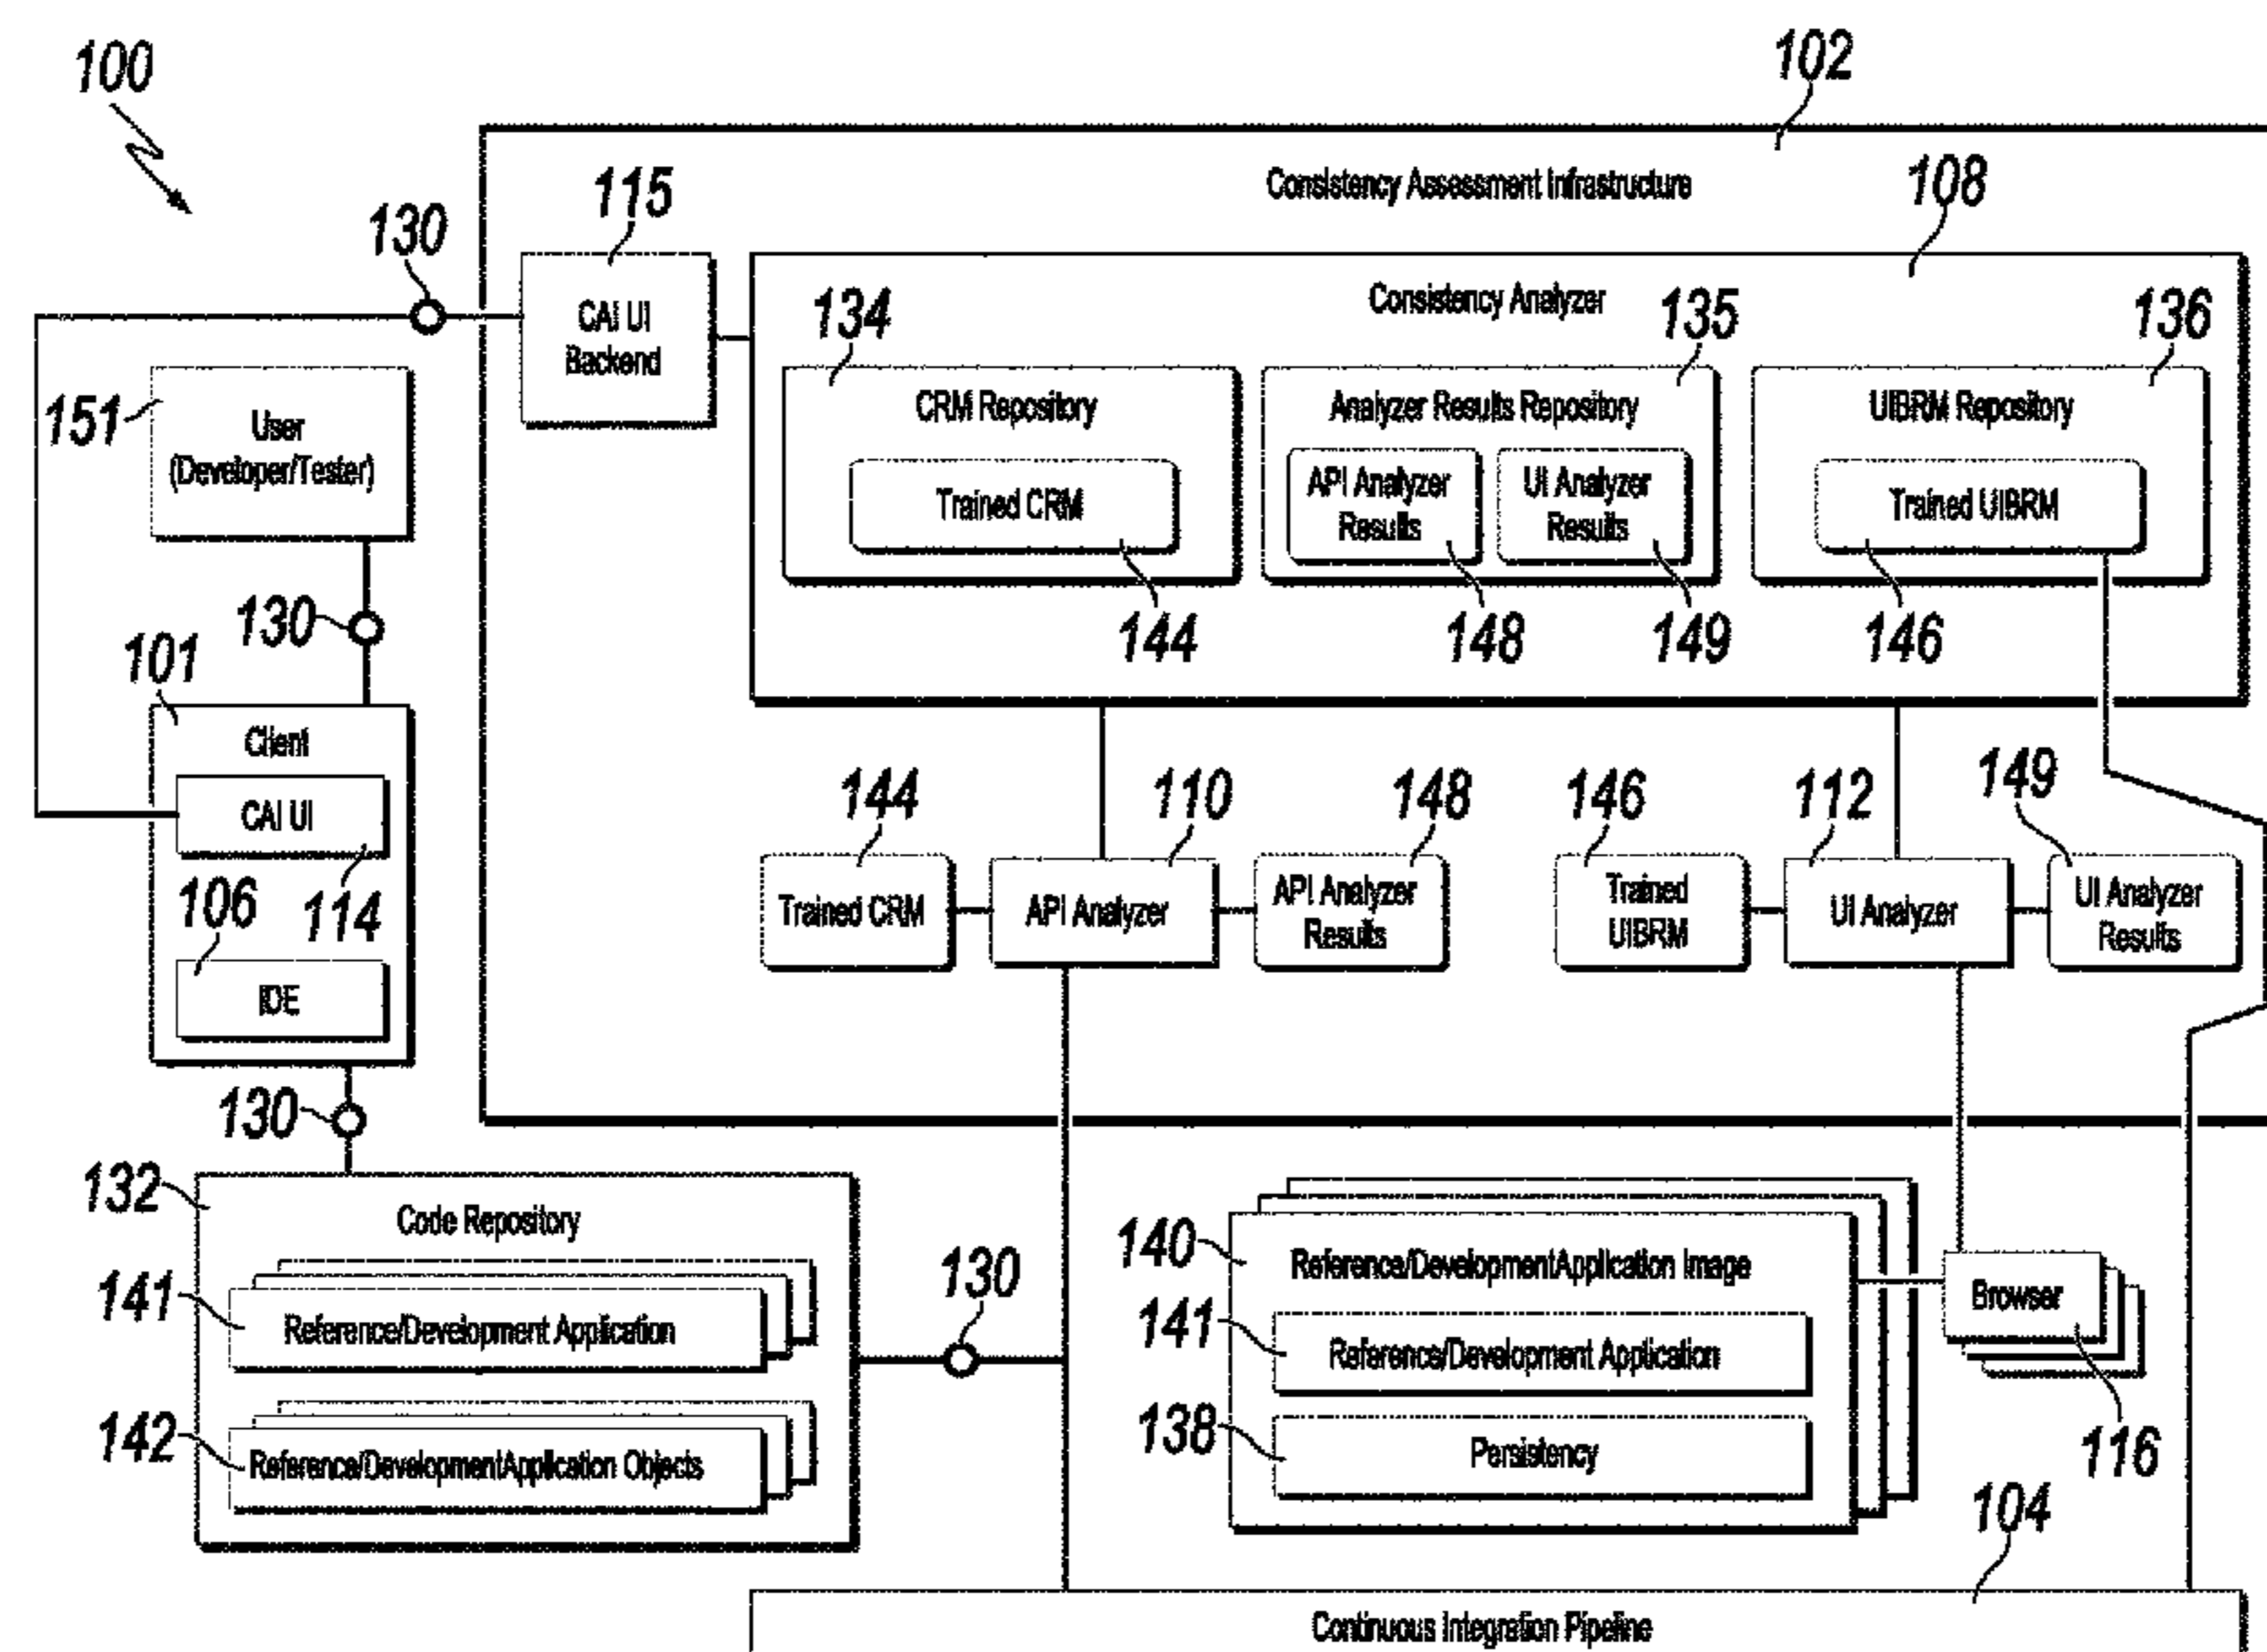 100
102
Consistency Assessment Infrastructure
108
115
130
CAI UI
Backend
Consistency Analyzer
134
135
136
CRM Repository
Analyzer Results Repository
UIBRM Repository
Trained CRM
API Analyzer
Results
UI Analyzer
Results
Trained UIBRM
144
148
149
146
151
User
(Developer/Tester)
130
101
Client
CAI UI
114
106
IDE
130
144
110
148
146
112
149
Trained CRM
API Analyzer
API Analyzer
Results
Trained
UIBRM
UI Analyzer
UI Analyzer
Results
132
Code Repository
141
Reference/Development Application
142
Reference/DevelopmentApplication Objects
130
140
Reference/DevelopmentApplication Image
141
Reference/Development Application
138
Persistency
Browser
116
104
Continuous Integration Pipeline